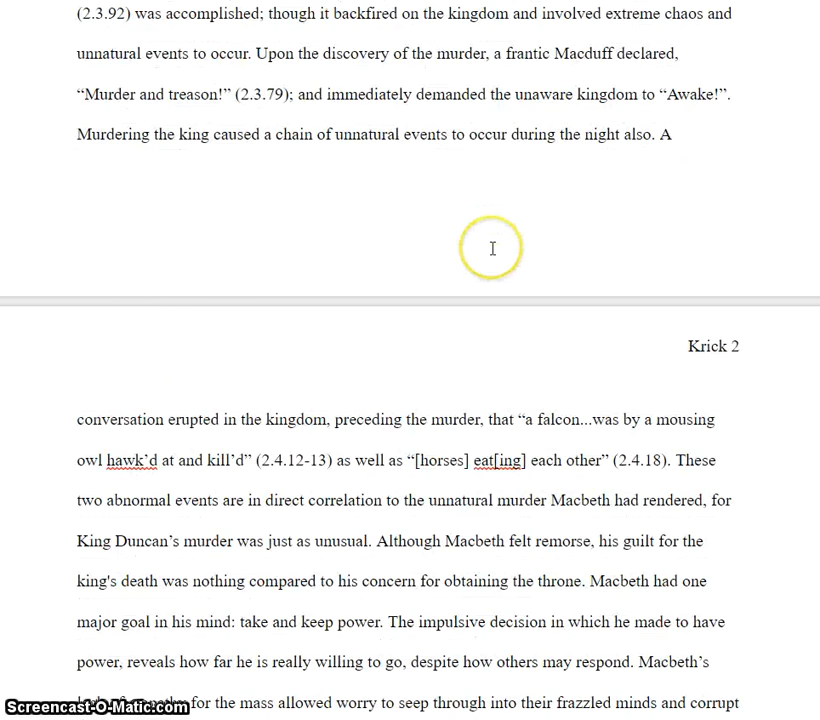 (2.3.92) was accomplished; though it backfired on the kingdom and involved extreme chaos and
unnatural events to occur. Upon the discovery of the murder, a frantic Macduff declared,
“Murder and treason!” (2.3.79); and immediately demanded the unaware kingdom to “Awake!”.
Murdering the king caused a chain of unnatural events to occur during the night also. A
Krick 2
conversation erupted in the kingdom, preceding the murder, that “a falcon...was by a mousing
owl hawk’d at and kill’d” (2.4.12-13) as well as “[horses] eat[ing] each other” (2.4.18). These
two abnormal events are in direct correlation to the unnatural murder Macbeth had rendered, for
King Duncan’s murder was just as unusual. Although Macbeth felt remorse, his guilt for the
king's death was nothing compared to his concern for obtaining the throne. Macbeth had one
major goal in his mind: take and keep power. The impulsive decision in which he made to have
power, reveals how far he is really willing to go, despite how others may respond. Macbeth’s
for the mass allowed worry to seep through into their frazzled minds and corrupt
Screencast-O-Matic.com